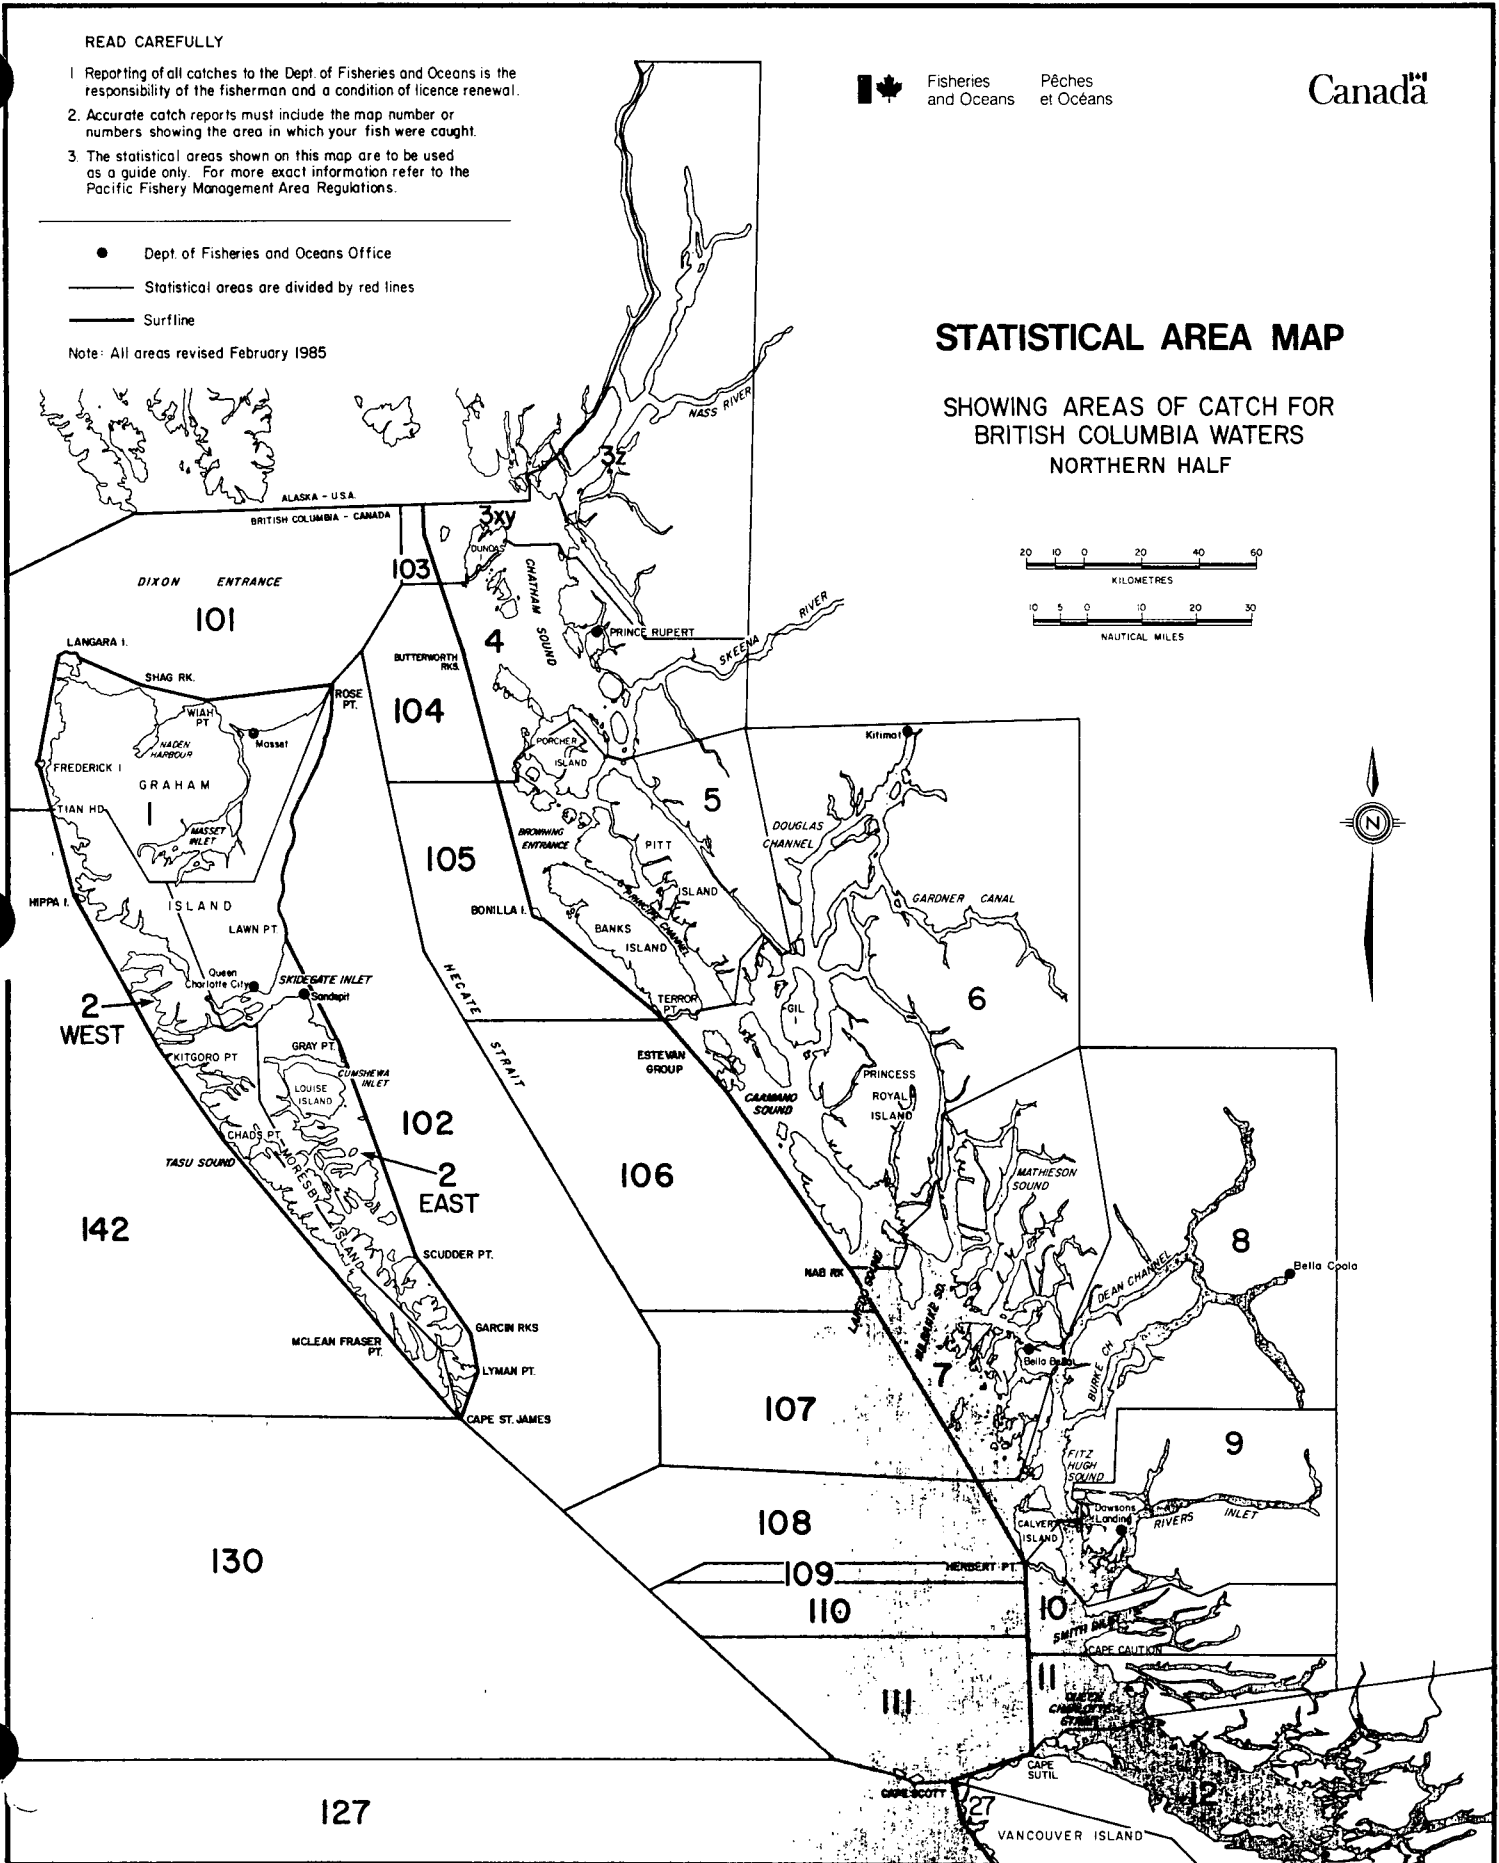 READ CAREFULLY
1 Reporting of all catches to the Dept. of Fisheries and Oceans is the
responsibility of the fisherman and a condition of licence renewal.
2. Accurate catch reports must include the map number or
numbers showing the area in which your fish were caught.
3. The statistical areas shown on this map are to be used
as a guide only. For more exact information refer to the
Pacific Fishery Management Area Regulations.
Dept. of Fisheries and Oceans Office
Statistical areas are divided by red lines
Surfline
Note: All areas revised February 1985
Fisheries
and Oceans
Pêches
et Océans
Canada
STATISTICAL AREA MAP
SHOWING AREAS OF CATCH FOR
BRITISH COLUMBIA WATERS
NORTHERN HALF
20 10 0 20 40 60
KILOMETRES
10 5 0 10 20 30
NAUTICAL MILES
N
NASS RIVER
3z
ALASKA - U.S.A.
BRITISH COLUMBIA - CANADA
3xy
DUNDAS
I
103
DIXON ENTRANCE
101
CHATHAM SOUND
4
PRINCE RUPERT
SKEENA RIVER
LANGARA I.
SHAG RK.
BUTTERWORTH
RKS.
ROSE
PT.
104
WIAH
PT
Masset
NADEN
HARBOUR
PORCHER
ISLAND
Kitimat
FREDERICK I
GRAHAM
5
TIAN HD
1
MASSET
INLET
BROWNING
ENTRANCE
DOUGLAS
CHANNEL
PITT
ISLAND
105
HIPPA I.
ISLAND
BONILLA I.
PRINCIPE CHANNEL
GARDNER CANAL
LAWN PT.
BANKS
ISLAND
HECATE
STRAIT
Queen
Charlotte City
SKIDEGATE INLET
Sandspit
2
WEST
TERROR
PT.
GIL
I
6
GRAY PT.
KITGORO PT
ESTEVAN
GROUP
CUMSHEWA
INLET
LOUISE
ISLAND
CAAMANO
SOUND
PRINCESS
ROYAL
ISLAND
102
CHADS PT.
TASU SOUND
MORESBY
ISLAND
2
EAST
106
MATHIESON
SOUND
142
8
SCUDDER PT.
NAB RK
LAREDO SOUND
DEAN CHANNEL
Bella Coola
MILBANKE SD.
GARCIN RKS
MCLEAN FRASER
PT.
LYMAN PT.
7
Bella Bella
BURKE CH
107
CAPE ST. JAMES
9
FITZ
HUGH
SOUND
108
CALVERT
ISLAND
Dawsons
Landing
RIVERS INLET
130
109
HERBERT PT.
110
10
SMITH INLET
CAPE CAUTION
11
111
QUEEN
CHARLOTTE
STRAIT
CAPE
SUTIL
CAPE SCOTT
12
127
27
VANCOUVER ISLAND